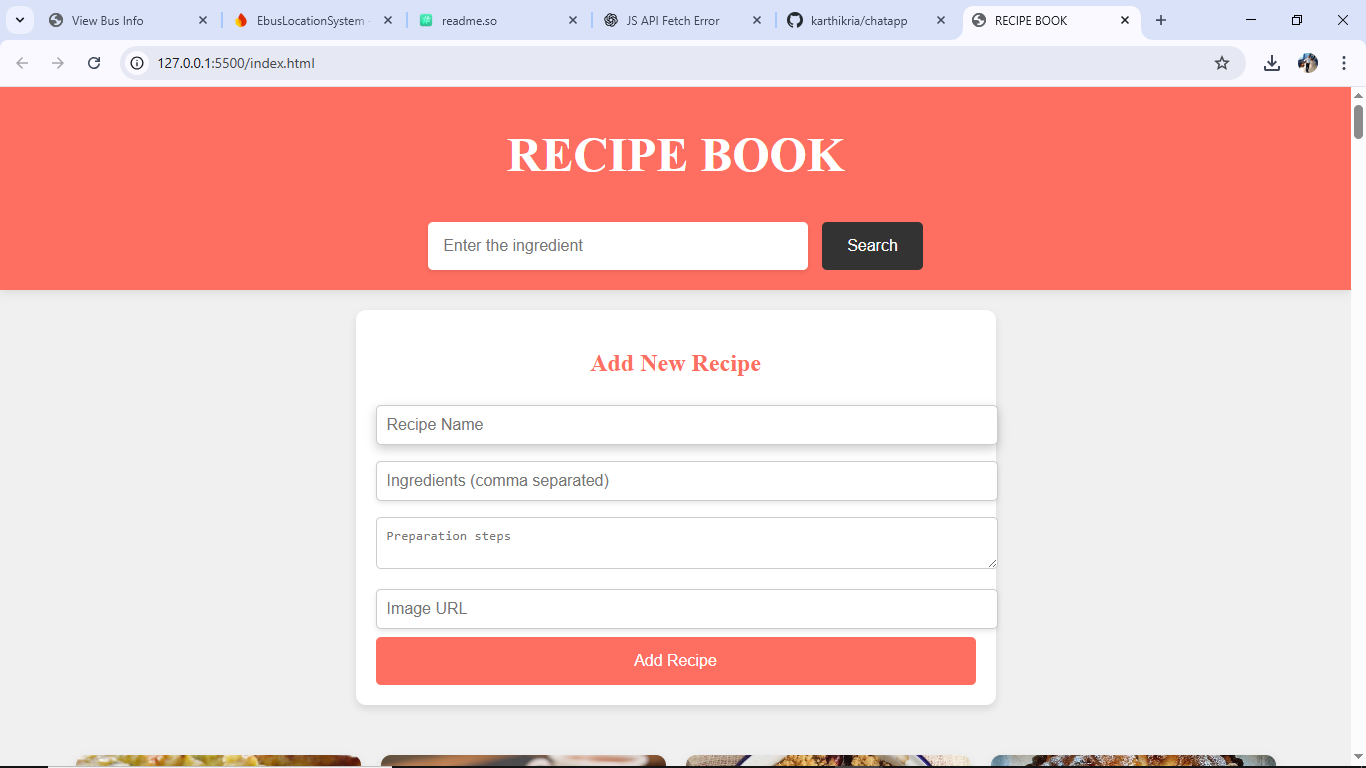 View Bus Info
EbusLocationSystem -
readme.so
JS API Fetch Error
karthikria/chatapp
RECIPE BOOK
127.0.0.1:5500/index.html
RECIPE BOOK
Enter the ingredient
Search
Add New Recipe
Recipe Name
Ingredients (comma separated)
Preparation steps
Image URL
Add Recipe